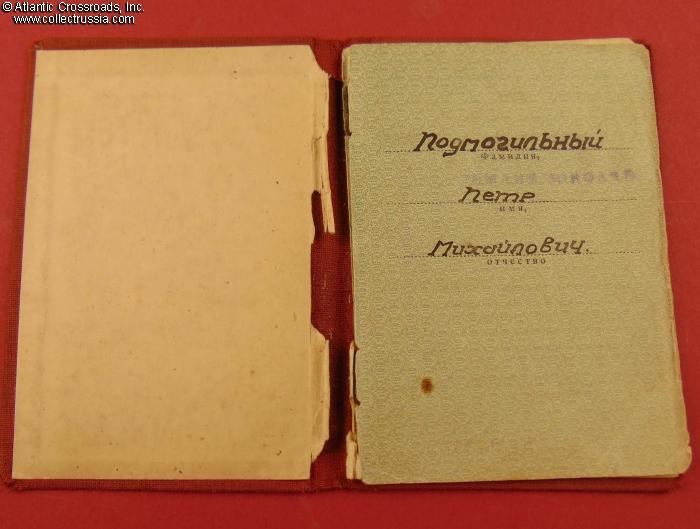 © Atlantic Crossroads, Inc.
www.collectrussia.com
Подмогильный
фамилия,
Петр
имя,
Михайлович.
отчество